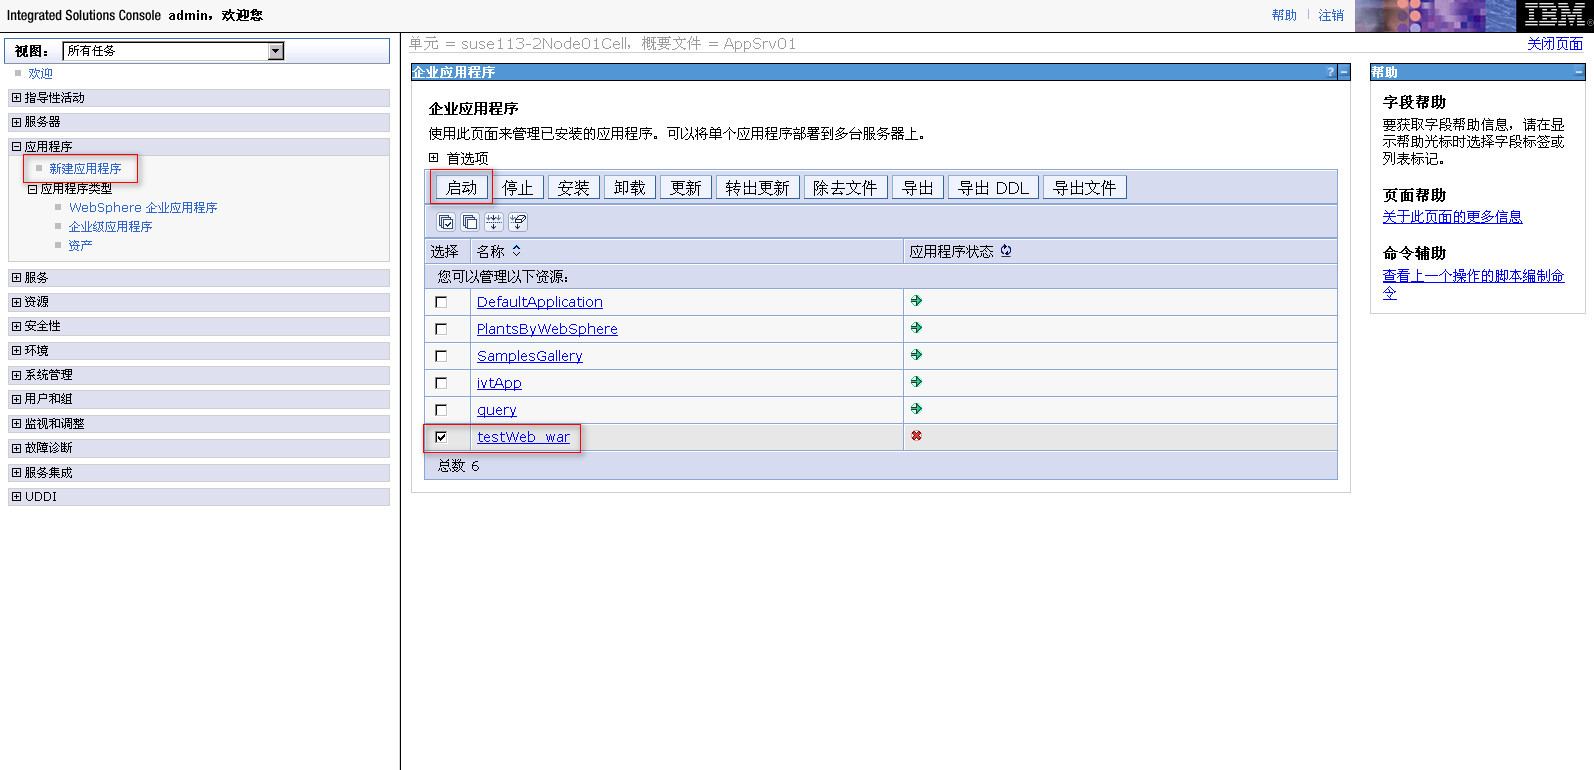 Integrated Solutions Console admin，欢迎您
帮助 注销
IBM
视图： 所有任务
欢迎
指导性活动
服务器
应用程序
新建应用程序
应用程序类型
WebSphere 企业应用程序
企业级应用程序
资产
服务
资源
安全性
环境
系统管理
用户和组
监视和调整
故障诊断
服务集成
UDDI
单元 = suse113-2Node01Cell，概要文件 = AppSrv01
关闭页面
企业应用程序 ? −
企业应用程序
使用此页面来管理已安装的应用程序。可以将单个应用程序部署到多台服务器上。
首选项
启动 停止 安装 卸载 更新 转出更新 除去文件 导出 导出 DDL 导出文件
选择 名称 应用程序状态
您可以管理以下资源：
DefaultApplication
PlantsByWebSphere
SamplesGallery
ivtApp
query
testWeb_war
总数 6
帮助 −
字段帮助
要获取字段帮助信息，请在显
示帮助光标时选择字段标签或
列表标记。
页面帮助
关于此页面的更多信息
命令辅助
查看上一个操作的脚本编制命
令